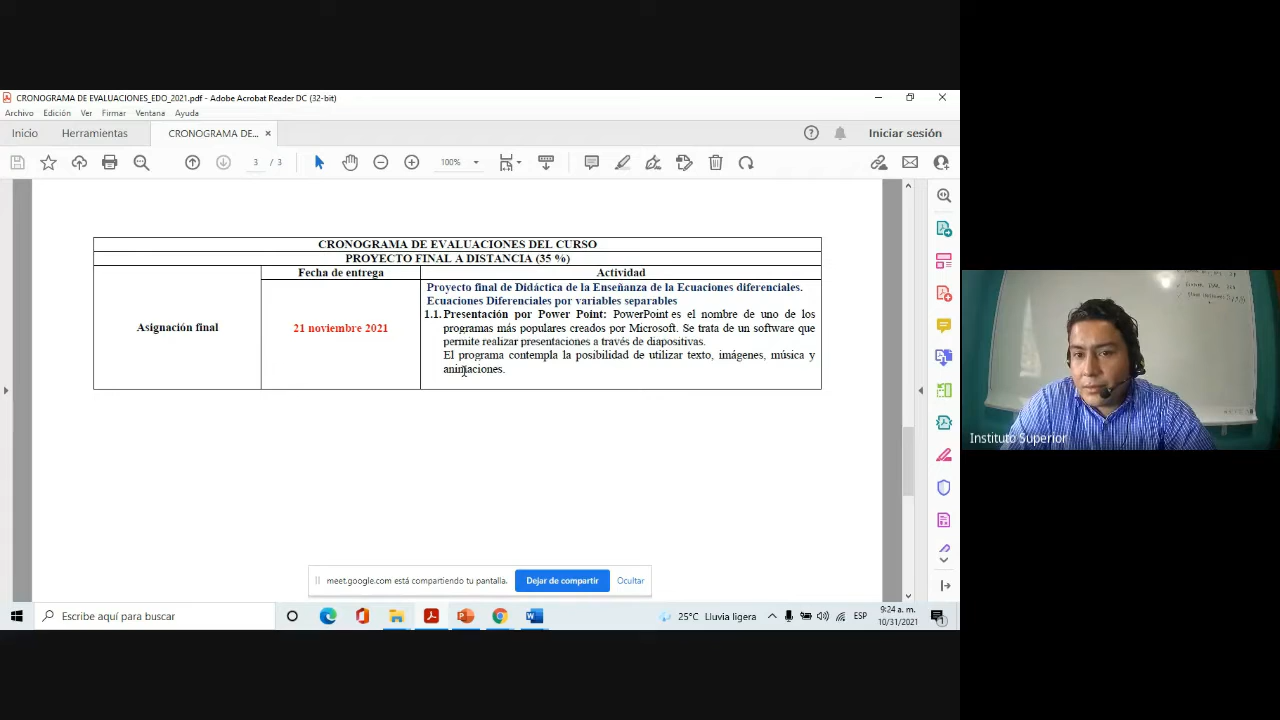 CRONOGRAMA DE EVALUACIONES_EDO_2021.pdf - Adobe Acrobat Reader DC (32-bit)
Archivo Edición Ver Firmar Ventana Ayuda
Inicio Herramientas CRONOGRAMA DE... × Iniciar sesión
3 / 3 100%
CRONOGRAMA DE EVALUACIONES DEL CURSO
PROYECTO FINAL A DISTANCIA (35 %)
Fecha de entrega Actividad
Asignación final
21 noviembre 2021
Proyecto final de Didáctica de la Enseñanza de la Ecuaciones diferenciales.
Ecuaciones Diferenciales por variables separables
1.1. Presentación por Power Point: PowerPoint es el nombre de uno de los
programas más populares creados por Microsoft. Se trata de un software que
permite realizar presentaciones a través de diapositivas.
El programa contempla la posibilidad de utilizar texto, imágenes, música y
animaciones.
Instituto Superior
meet.google.com está compartiendo tu pantalla. Dejar de compartir Ocultar
Escribe aquí para buscar
25°C Lluvia ligera
ESP
9:24 a. m.
10/31/2021
1